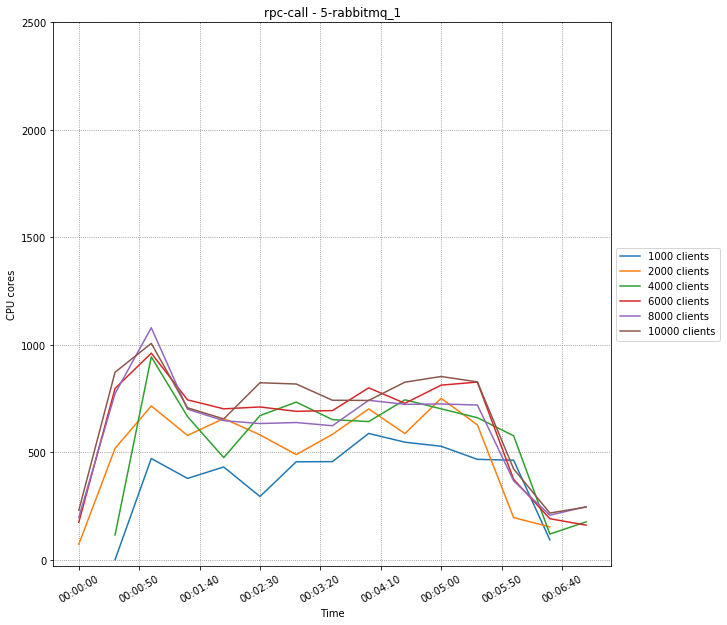 rpc-call - 5-rabbitmq_1
2500
2000
1500
1000
500
0
CPU cores
00:00:00
00:00:50
00:01:40
00:02:30
00:03:20
00:04:10
00:05:00
00:05:50
00:06:40
Time
1000 clients
2000 clients
4000 clients
6000 clients
8000 clients
10000 clients